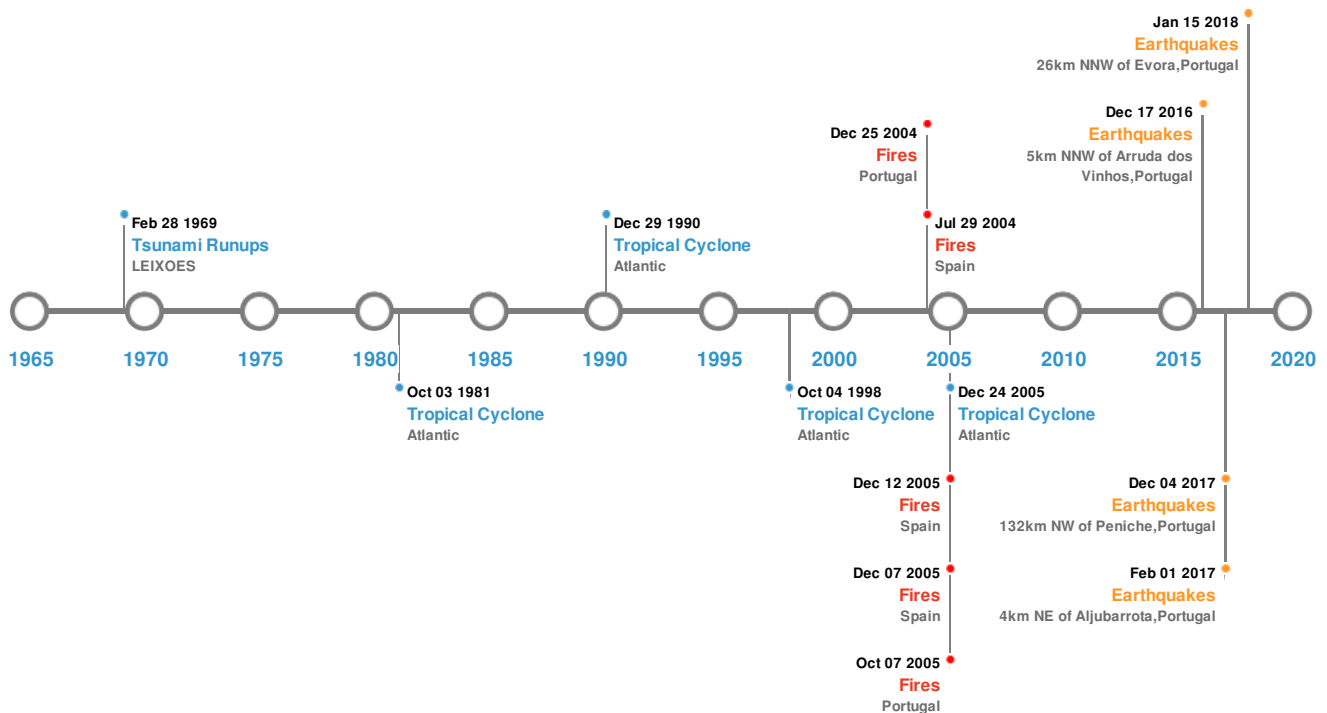 Jan 15 2018
Earthquakes
26km NNW of Evora,Portugal
Dec 17 2016
Earthquakes
5km NNW of Arruda dos
Vinhos,Portugal
Dec 25 2004
Fires
Portugal
Feb 28 1969
Tsunami Runups
LEIXOES
Dec 29 1990
Tropical Cyclone
Atlantic
Jul 29 2004
Fires
Spain
1965
1970
1975
1980
1985
1990
1995
2000
2005
2010
2015
2020
Oct 03 1981
Tropical Cyclone
Atlantic
Oct 04 1998
Tropical Cyclone
Atlantic
Dec 24 2005
Tropical Cyclone
Atlantic
Dec 12 2005
Fires
Spain
Dec 04 2017
Earthquakes
132km NW of Peniche,Portugal
Dec 07 2005
Fires
Spain
Feb 01 2017
Earthquakes
4km NE of Aljubarrota,Portugal
Oct 07 2005
Fires
Portugal